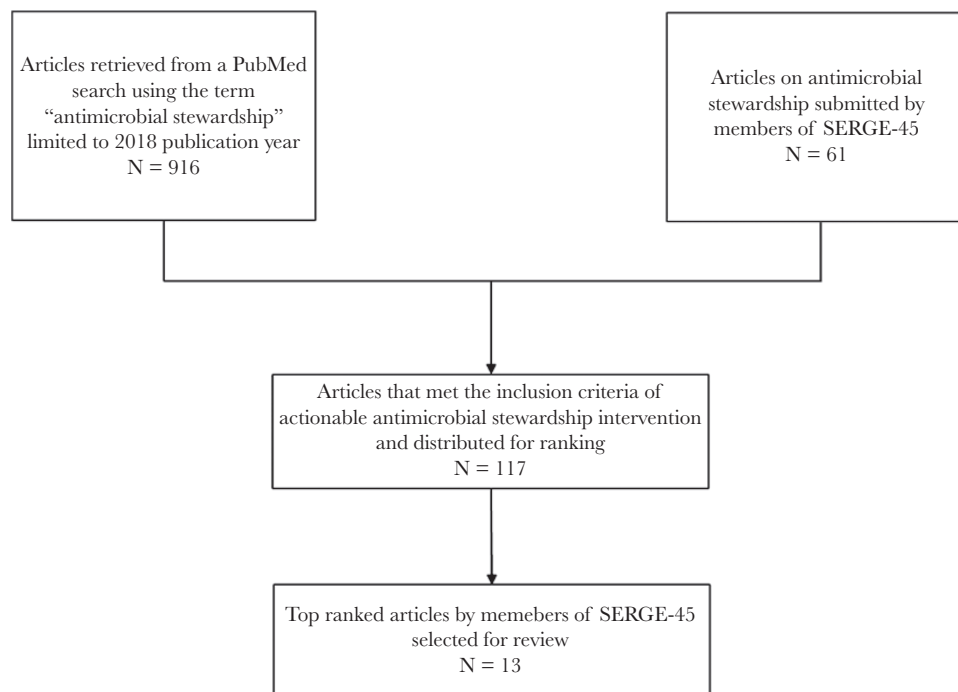 Articles retrieved from a PubMed
search using the term
“antimicrobial stewardship”
limited to 2018 publication year
N = 916
Articles on antimicrobial
stewardship submitted by
members of SERGE-45
N = 61
Articles that met the inclusion criteria of
actionable antimicrobial stewardship intervention
and distributed for ranking
N = 117
Top ranked articles by memebers of SERGE-45
selected for review
N = 13